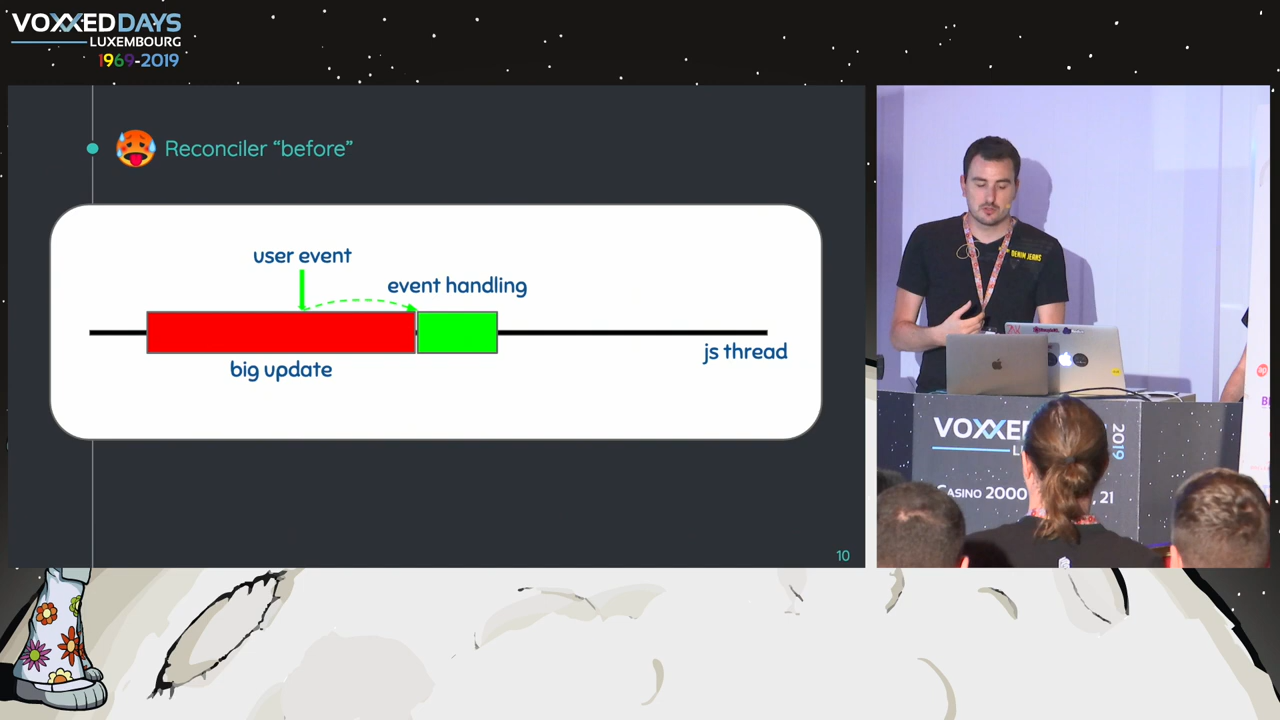 VOXXED DAYS
LUXEMBOURG
1969-2019
Reconciler “before”
user event
event handling
big update
js thread
10
DENIM JEANS
2019
CASINO 2000
, 21